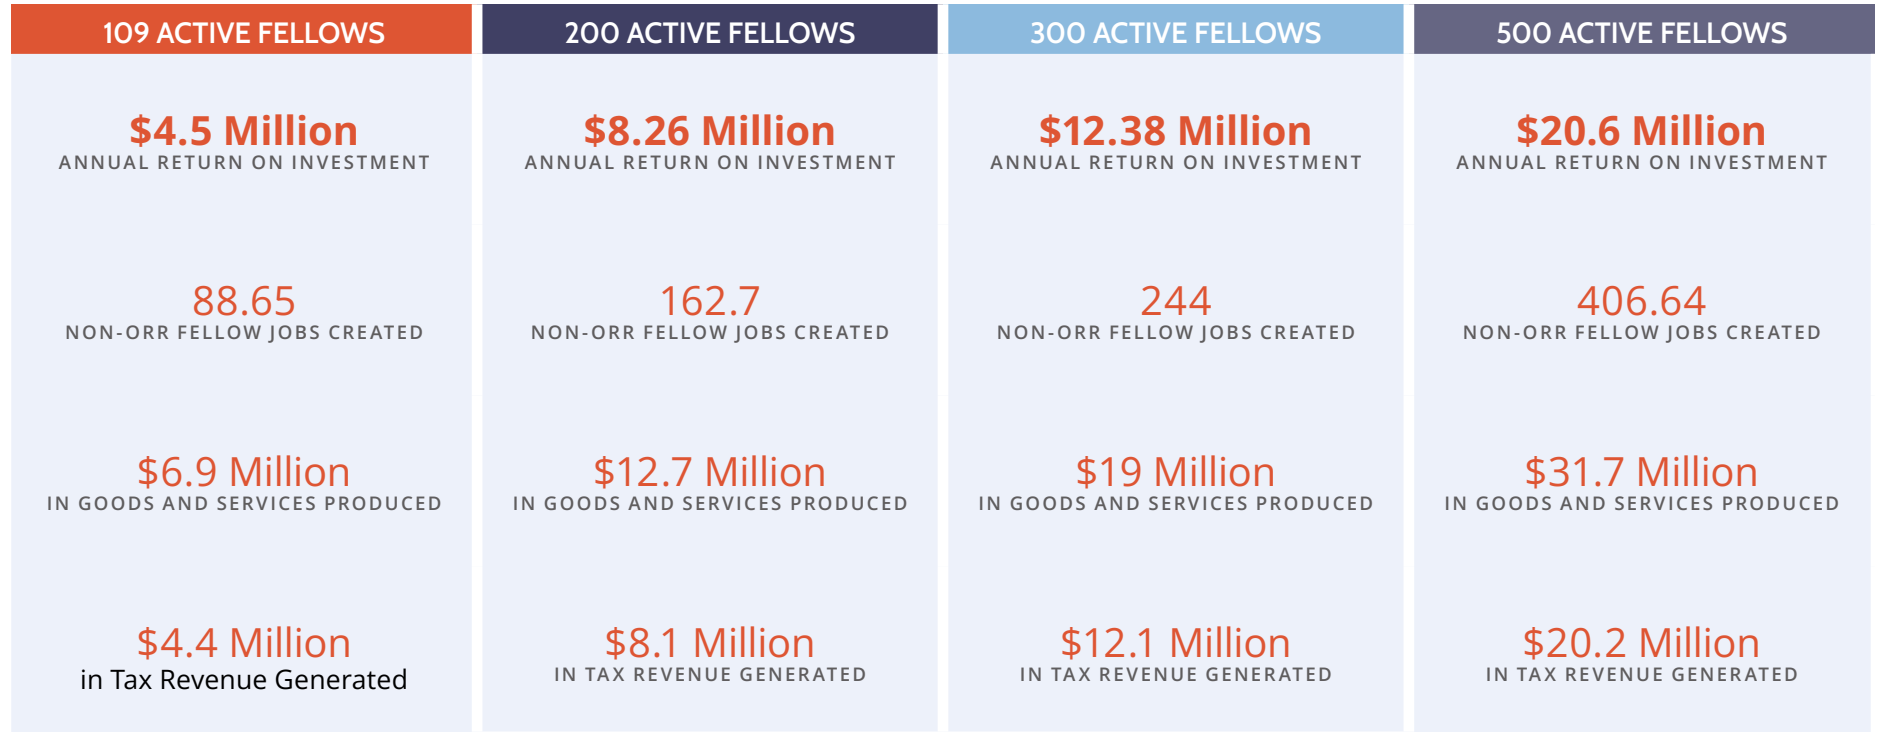 109 ACTIVE FELLOWS
$4.5 Million
ANNUAL RETURN ON INVESTMENT
88.65
NON-ORR FELLOW JOBS CREATED
$6.9 Million
IN GOODS AND SERVICES PRODUCED
$4.4 Million
in Tax Revenue Generated
200 ACTIVE FELLOWS
$8.26 Million
ANNUAL RETURN ON INVESTMENT
162.7
NON-ORR FELLOW JOBS CREATED
$12.7 Million
IN GOODS AND SERVICES PRODUCED
$8.1 Million
IN TAX REVENUE GENERATED
300 ACTIVE FELLOWS
$12.38 Million
ANNUAL RETURN ON INVESTMENT
244
NON-ORR FELLOW JOBS CREATED
$19 Million
IN GOODS AND SERVICES PRODUCED
$12.1 Million
IN TAX REVENUE GENERATED
500 ACTIVE FELLOWS
$20.6 Million
ANNUAL RETURN ON INVESTMENT
406.64
NON-ORR FELLOW JOBS CREATED
$31.7 Million
IN GOODS AND SERVICES PRODUCED
$20.2 Million
IN TAX REVENUE GENERATED